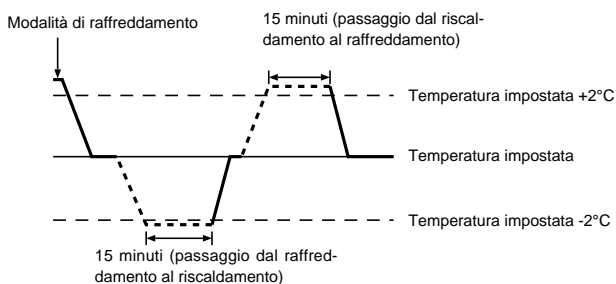 Modalità di raffreddamento
15 minuti (passaggio dal riscal-
damento al raffreddamento)
Temperatura impostata +2°C
Temperatura impostata
Temperatura impostata -2°C
15 minuti (passaggio dal raffred-
damento al riscaldamento)